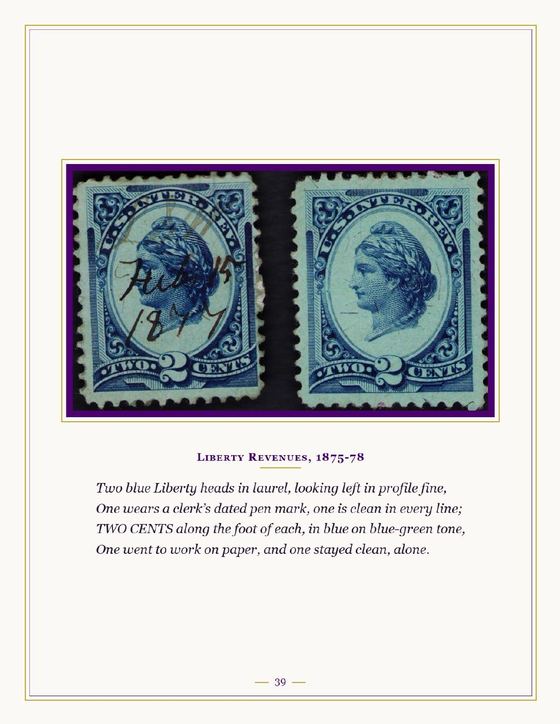 U.S. INTER. REV.
Feb. 15
1877
TWO 2 CENTS
U.S. INTER. REV.
TWO 2 CENTS
Liberty Revenues, 1875-78
Two blue Liberty heads in laurel, looking left in profile fine,
One wears a clerk's dated pen mark, one is clean in every line;
TWO CENTS along the foot of each, in blue on blue-green tone,
One went to work on paper, and one stayed clean, alone.
— 39 —